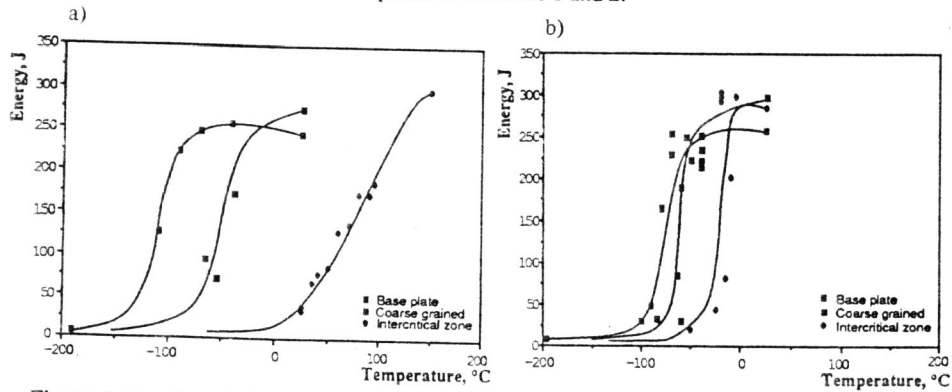 a)
350
300
250
200
150
100
50
0
Energy, J
-200
-100
0
100
200
Temperature, °C
Base plate
Coarse grained
Intercritical zone
b)
350
300
250
200
150
100
50
0
Energy, J
-200
-100
0
100
200
Temperature, °C
Base plate
Coarse grained
Intercritical zone